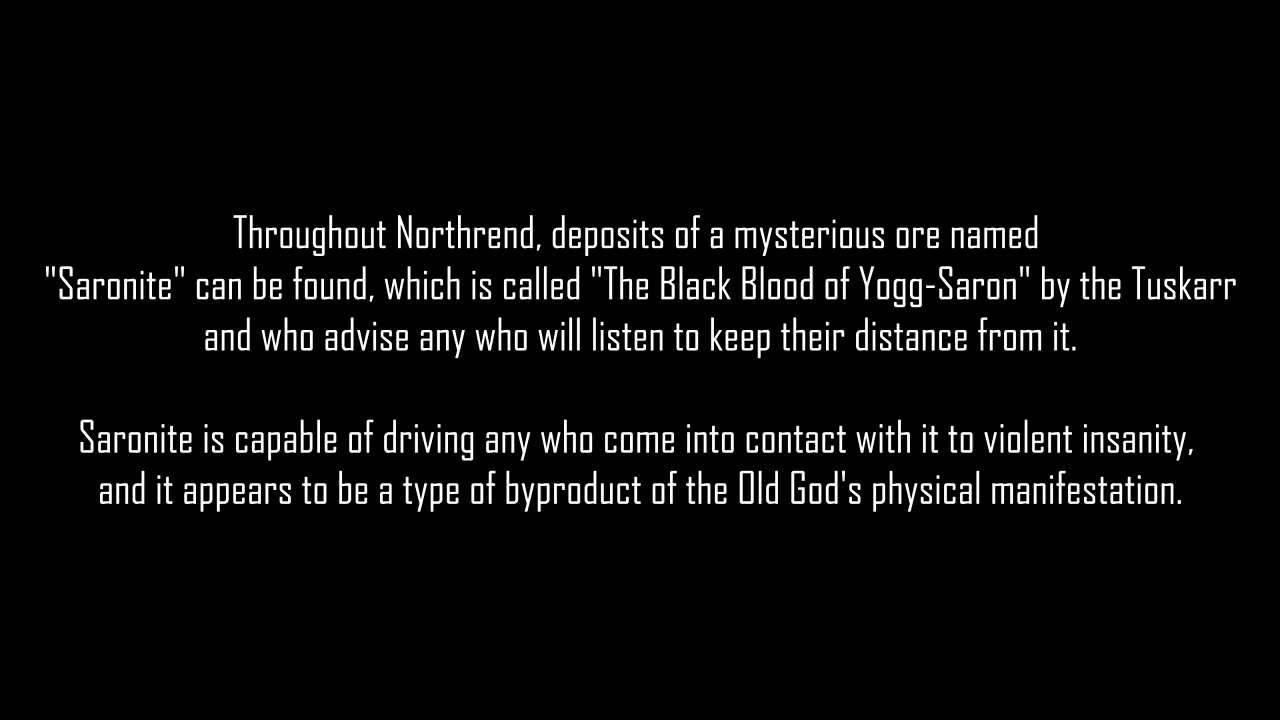 Throughout Northrend, deposits of a mysterious ore named
"Saronite" can be found, which is called "The Black Blood of Yogg-Saron" by the Tuskarr
and who advise any who will listen to keep their distance from it.
Saronite is capable of driving any who come into contact with it to violent insanity,
and it appears to be a type of byproduct of the Old God's physical manifestation.